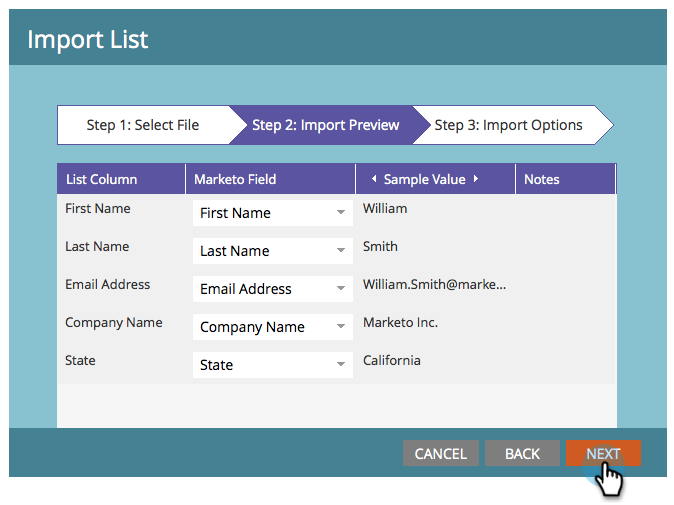 Import List
Step 1: Select File Step 2: Import Preview Step 3: Import Options
List Column Marketo Field Sample Value Notes
First Name First Name William
Last Name Last Name Smith
Email Address Email Address William.Smith@marke...
Company Name Company Name Marketo Inc.
State State California
CANCEL BACK NEXT